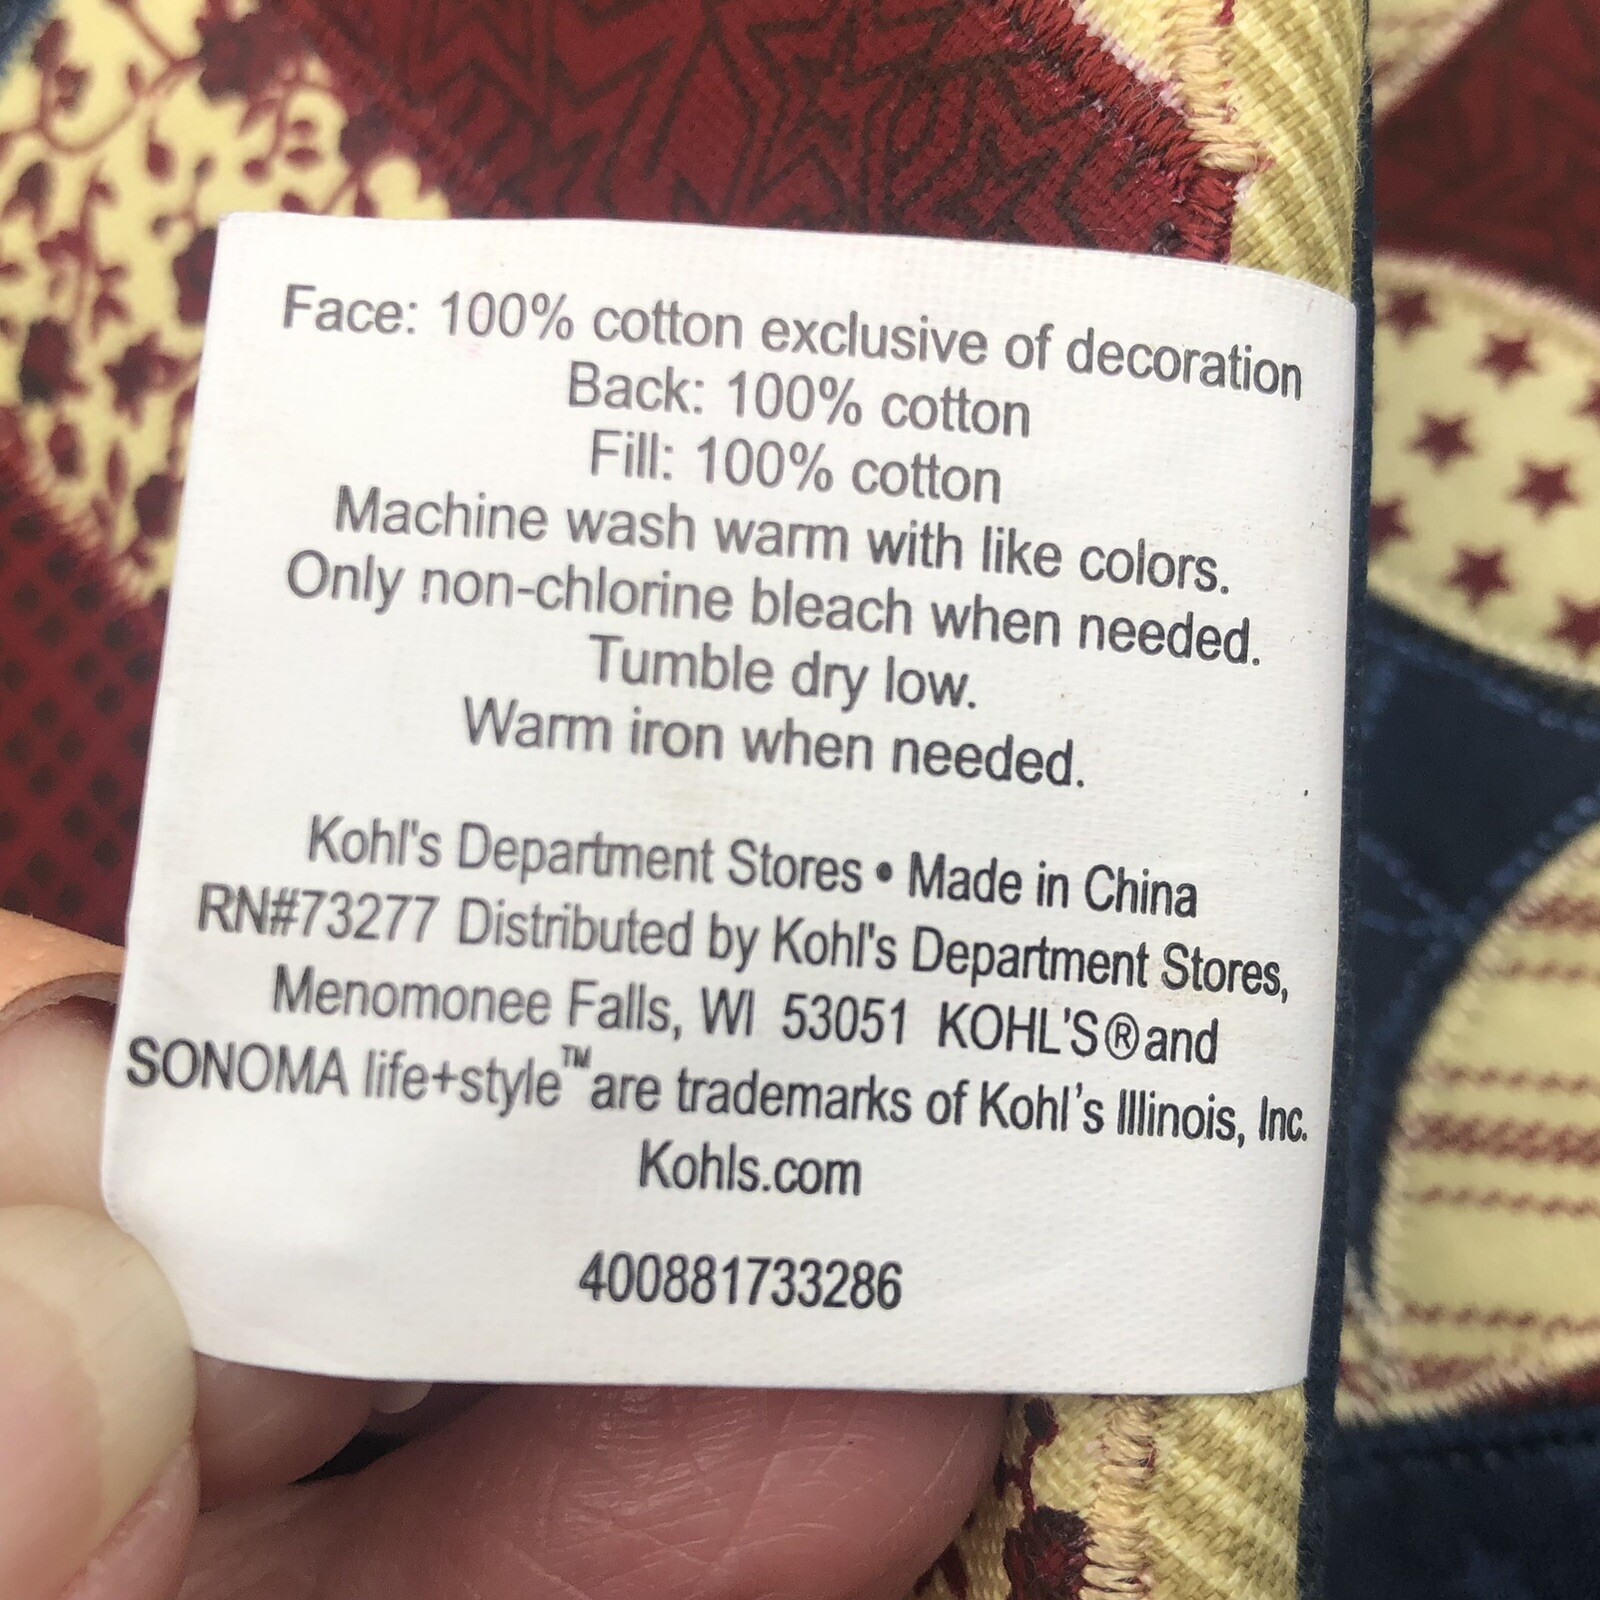 Face: 100% cotton exclusive of decoration
Back: 100% cotton
Fill: 100% cotton
Machine wash warm with like colors.
Only non-chlorine bleach when needed.
Tumble dry low.
Warm iron when needed.
Kohl's Department Stores • Made in China
RN#73277 Distributed by Kohl's Department Stores,
Menomonee Falls, WI 53051 KOHL'S®and
SONOMA life+style™are trademarks of Kohl's Illinois, Inc.
Kohls.com
400881733286